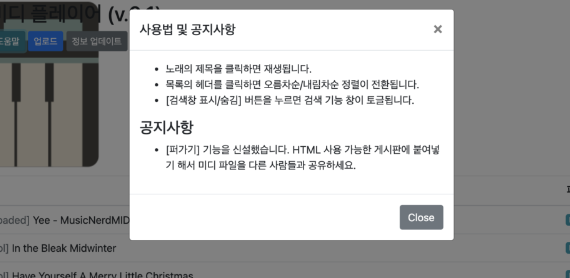 미디 플레이어 (v.0.1)
도움말 업로드 정보 업데이트
사용법 및 공지사항 ×
• 노래의 제목을 클릭하면 재생됩니다.
• 목록의 헤더를 클릭하면 오름차순/내림차순 정렬이 전환됩니다.
• [검색창 표시/숨김] 버튼을 누르면 검색 기능 창이 토글됩니다.
공지사항
• [퍼가기] 기능을 신설했습니다. HTML 사용 가능한 게시판에 붙여넣
기 해서 미디 파일을 다른 사람들과 공유하세요.
Close
oaded] Yee - MusicNerdMID
ol] In the Bleak Midwinter
ol] Have Yourself A Merry Little Christmas